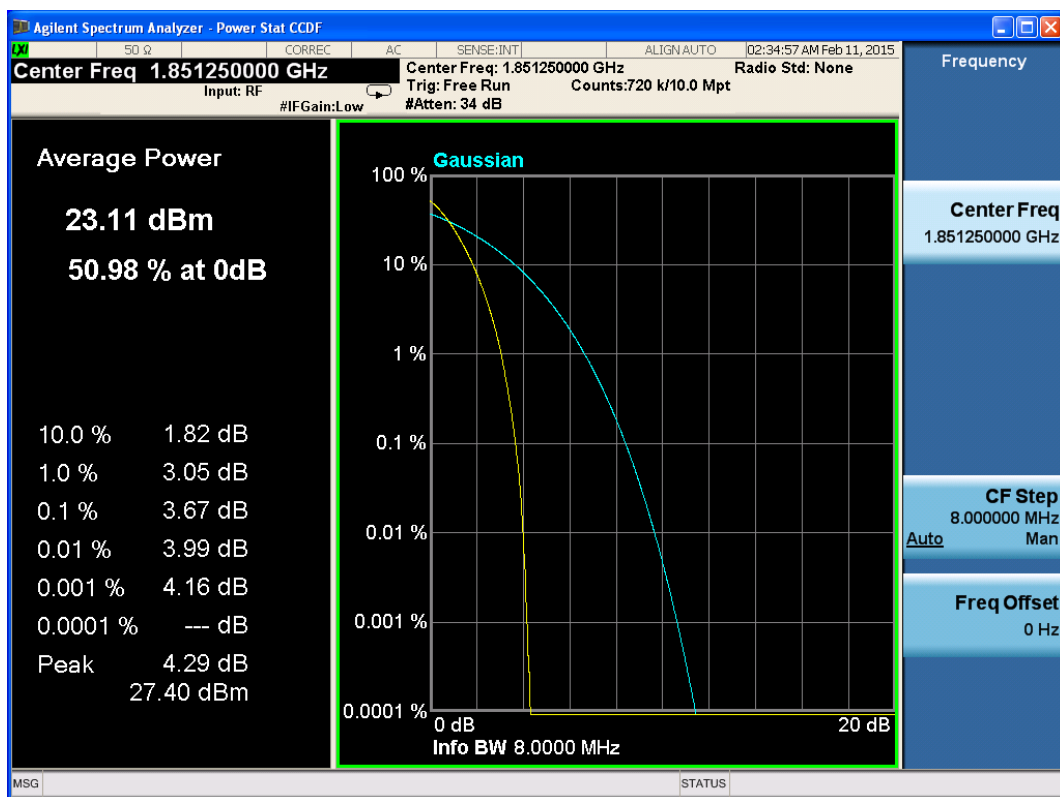 Agilent Spectrum Analyzer - Power Stat CCDF
LXI 50 Ω CORREC AC SENSE:INT ALIGN AUTO 02:34:57 AM Feb 11, 2015
Center Freq 1.851250000 GHz
Input: RF
#IFGain:Low
Center Freq: 1.851250000 GHz
Trig: Free Run
#Atten: 34 dB
Counts:720 k/10.0 Mpt
Radio Std: None
Average Power
23.11 dBm
50.98 % at 0dB
10.0 % 1.82 dB
1.0 % 3.05 dB
0.1 % 3.67 dB
0.01 % 3.99 dB
0.001 % 4.16 dB
0.0001 % --- dB
Peak 4.29 dB
27.40 dBm
Gaussian
100 %
10 %
1 %
0.1 %
0.01 %
0.001 %
0.0001 %
0 dB 20 dB
Info BW 8.0000 MHz
Frequency
Center Freq
1.851250000 GHz
CF Step
8.000000 MHz
Auto Man
Freq Offset
0 Hz
MSG STATUS